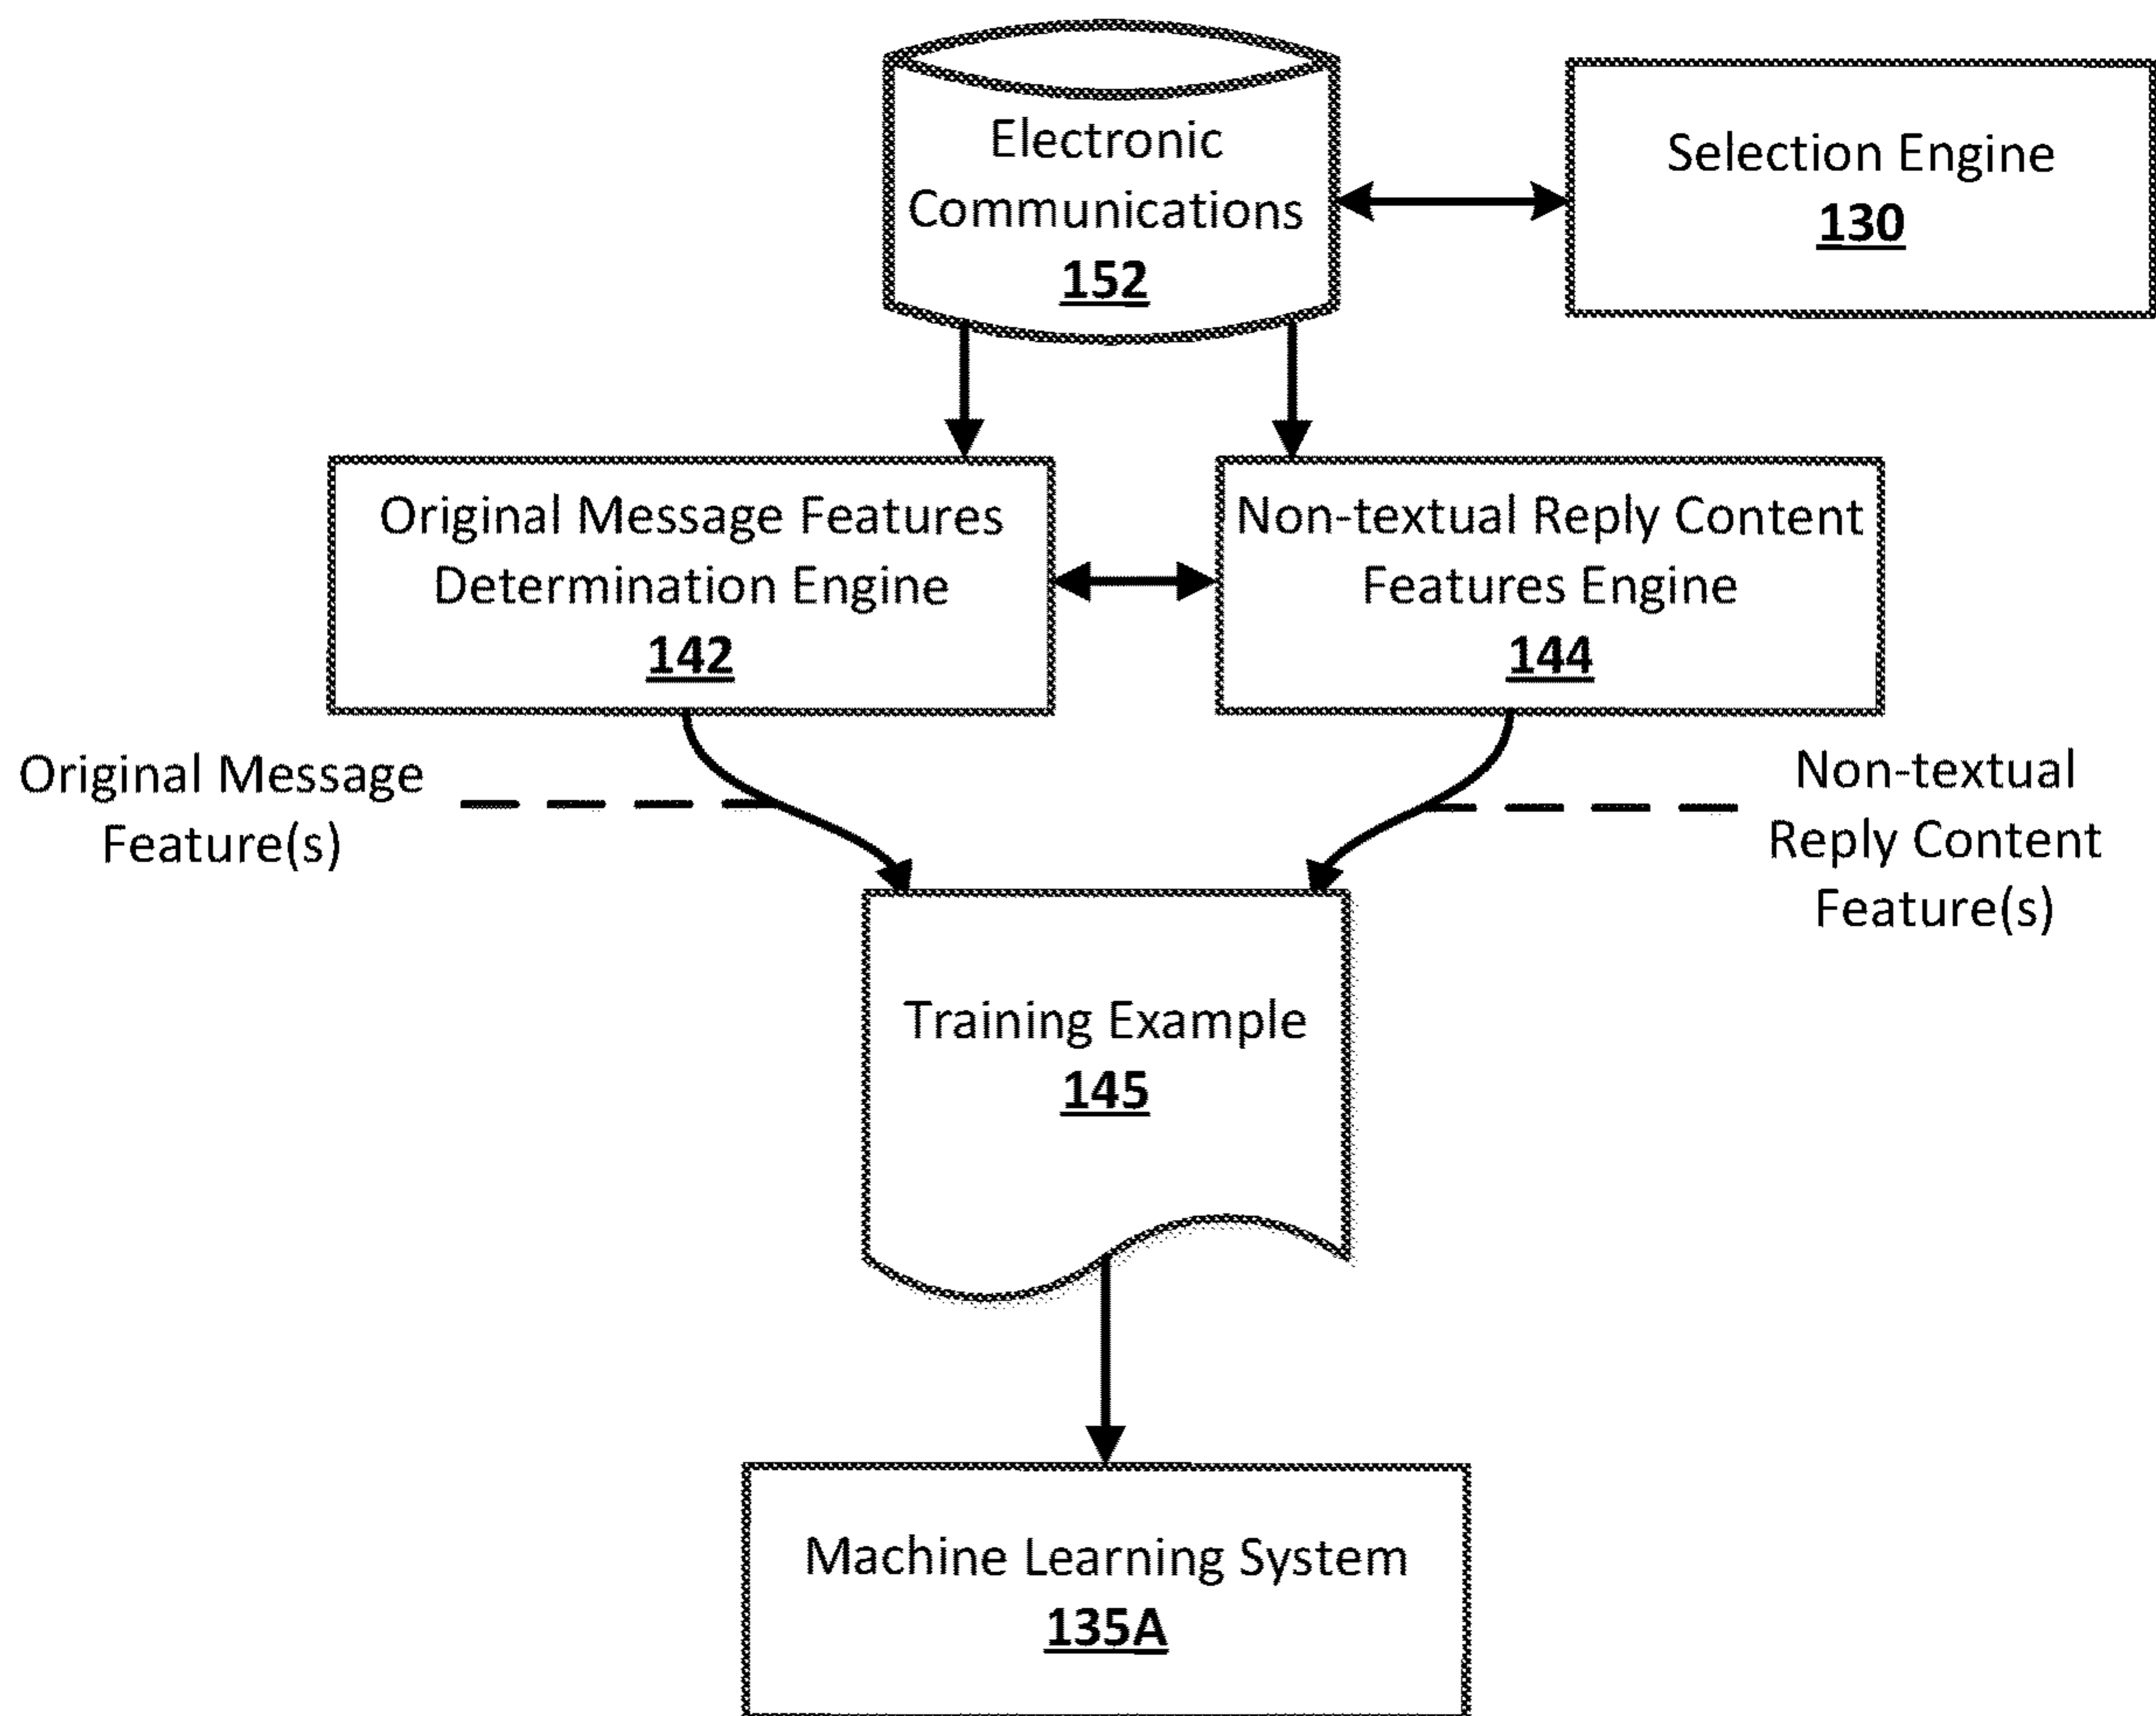 Electronic
Communications
152
Selection Engine
130
Original Message Features
Determination Engine
142
Non-textual Reply Content
Features Engine
144
Original Message
Feature(s)
Non-textual
Reply Content
Feature(s)
Training Example
145
Machine Learning System
135A